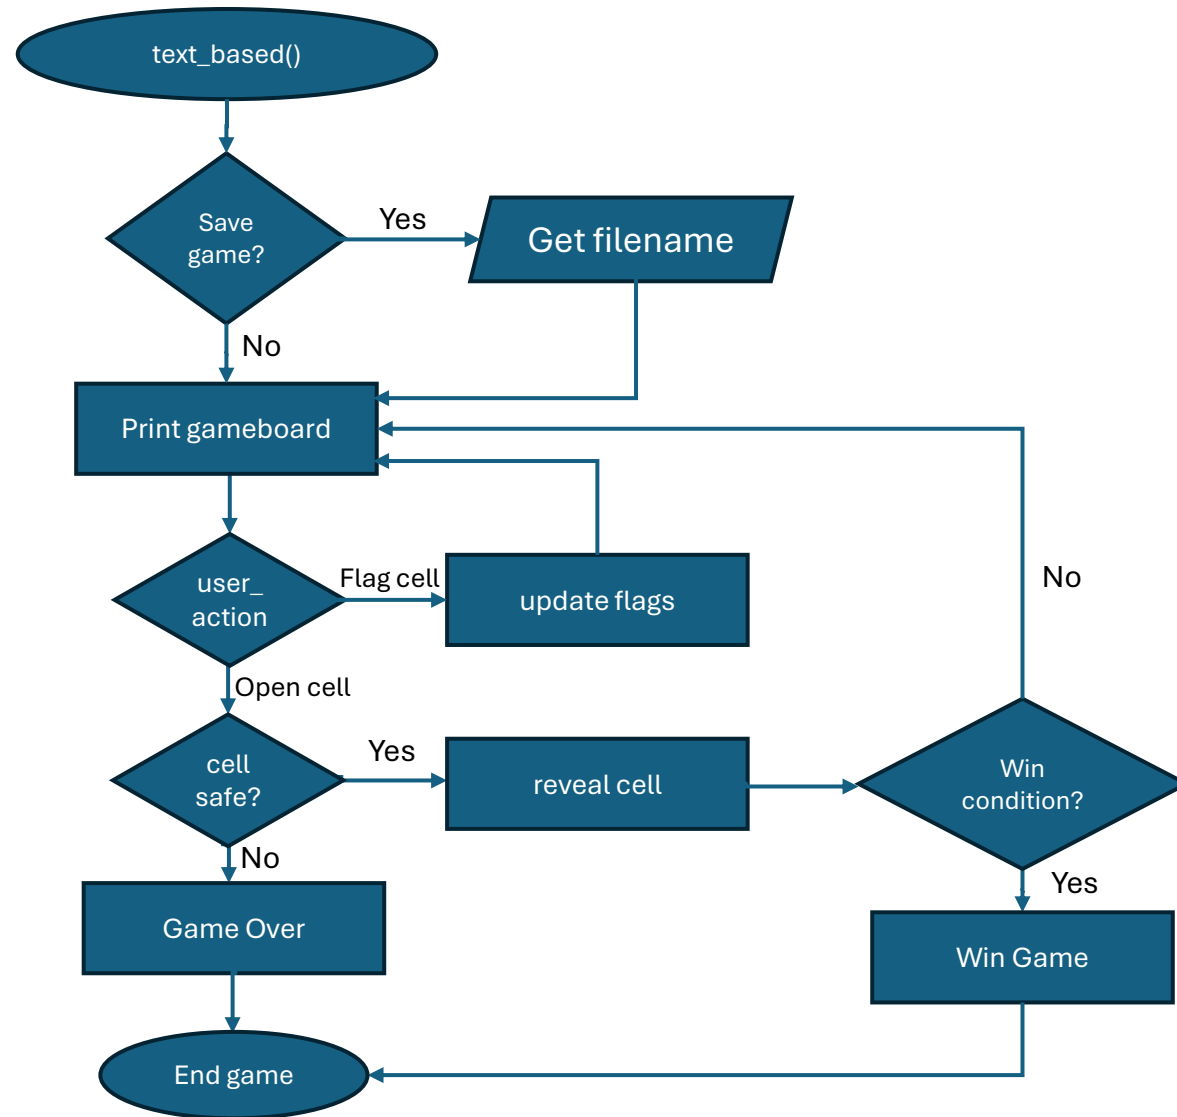 text_based()
Save
game?
Yes
Get filename
No
Print gameboard
user_
action
Flag cell
update flags
No
Open cell
cell
safe?
Yes
reveal cell
Win
condition?
No
Yes
Game Over
Win Game
End game